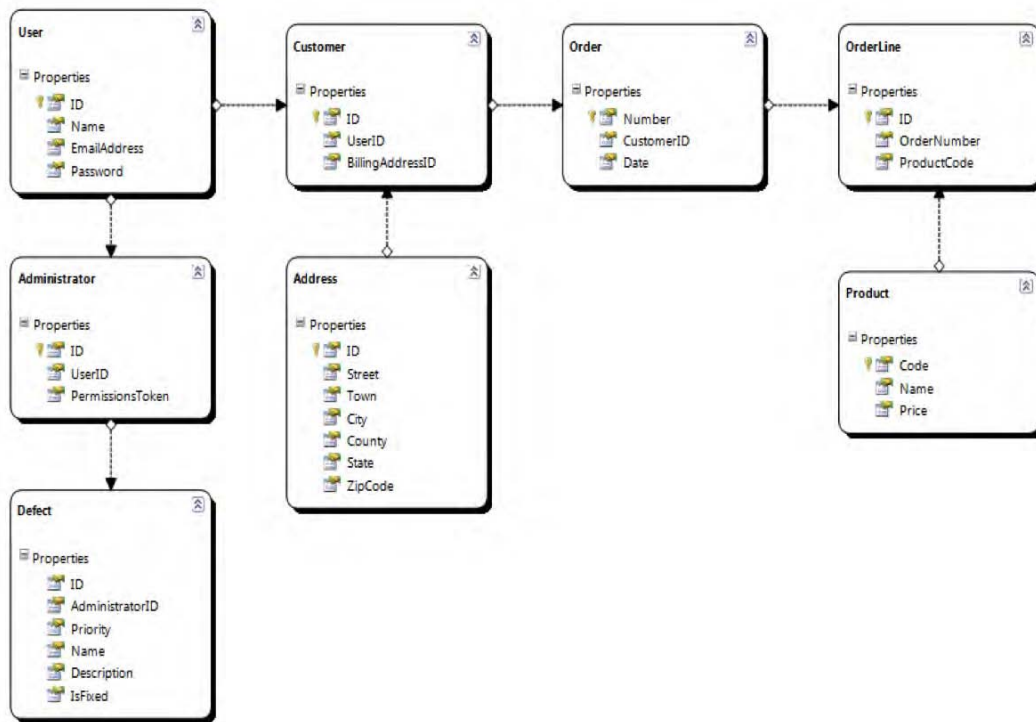 User
Properties
ID
Name
EmailAddress
Password
Customer
Properties
ID
UserID
BillingAddressID
Order
Properties
Number
CustomerID
Date
OrderLine
Properties
ID
OrderNumber
ProductCode
Administrator
Properties
ID
UserID
PermissionsToken
Address
Properties
ID
Street
Town
City
County
State
ZipCode
Product
Properties
Code
Name
Price
Defect
Properties
ID
AdministratorID
Priority
Name
Description
IsFixed